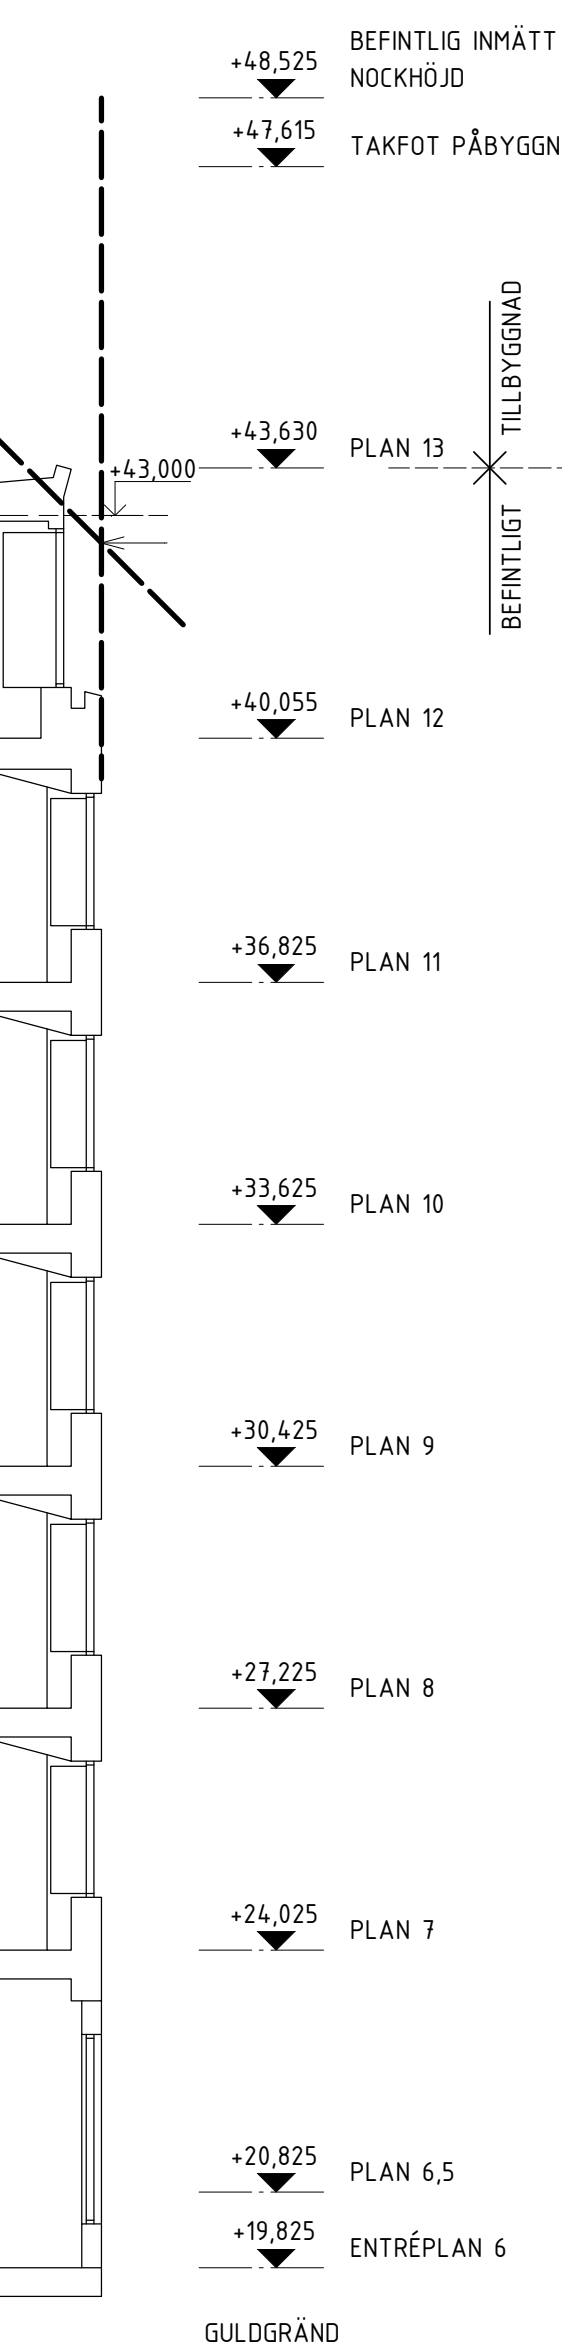 BEFINTLIG INMÄTT
NOCKHÖJD
+48,525
+47,615
TAKFOT PÅBYGGN
TILLBYGGNAD
+43,630
PLAN 13
+43,000
BEFINTLIGT
+40,055
PLAN 12
+36,825
PLAN 11
+33,625
PLAN 10
+30,425
PLAN 9
+27,225
PLAN 8
+24,025
PLAN 7
+20,825
PLAN 6,5
+19,825
ENTRÉPLAN 6
GULDGRÄND